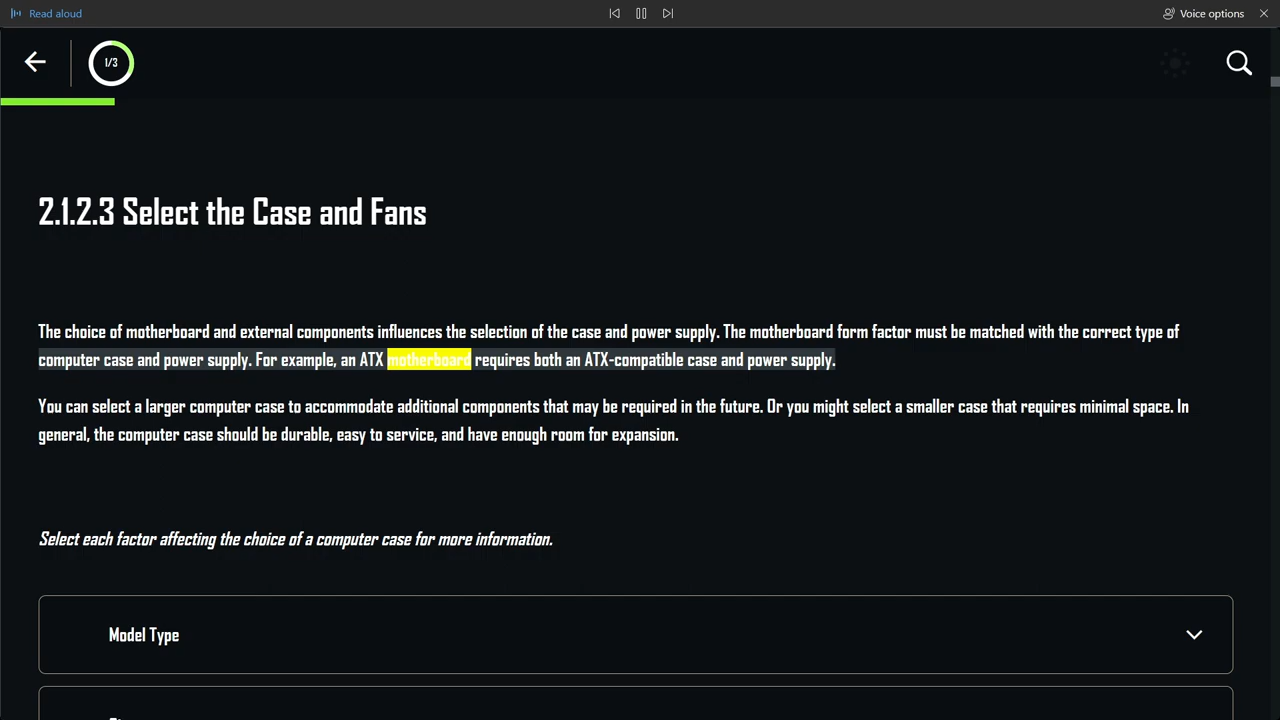 Read aloud
Voice options
1/3
2.1.2.3 Select the Case and Fans
The choice of motherboard and external components influences the selection of the case and power supply. The motherboard form factor must be matched with the correct type of
computer case and power supply. For example, an ATX motherboard requires both an ATX-compatible case and power supply.
You can select a larger computer case to accommodate additional components that may be required in the future. Or you might select a smaller case that requires minimal space. In
general, the computer case should be durable, easy to service, and have enough room for expansion.
Select each factor affecting the choice of a computer case for more information.
Model Type